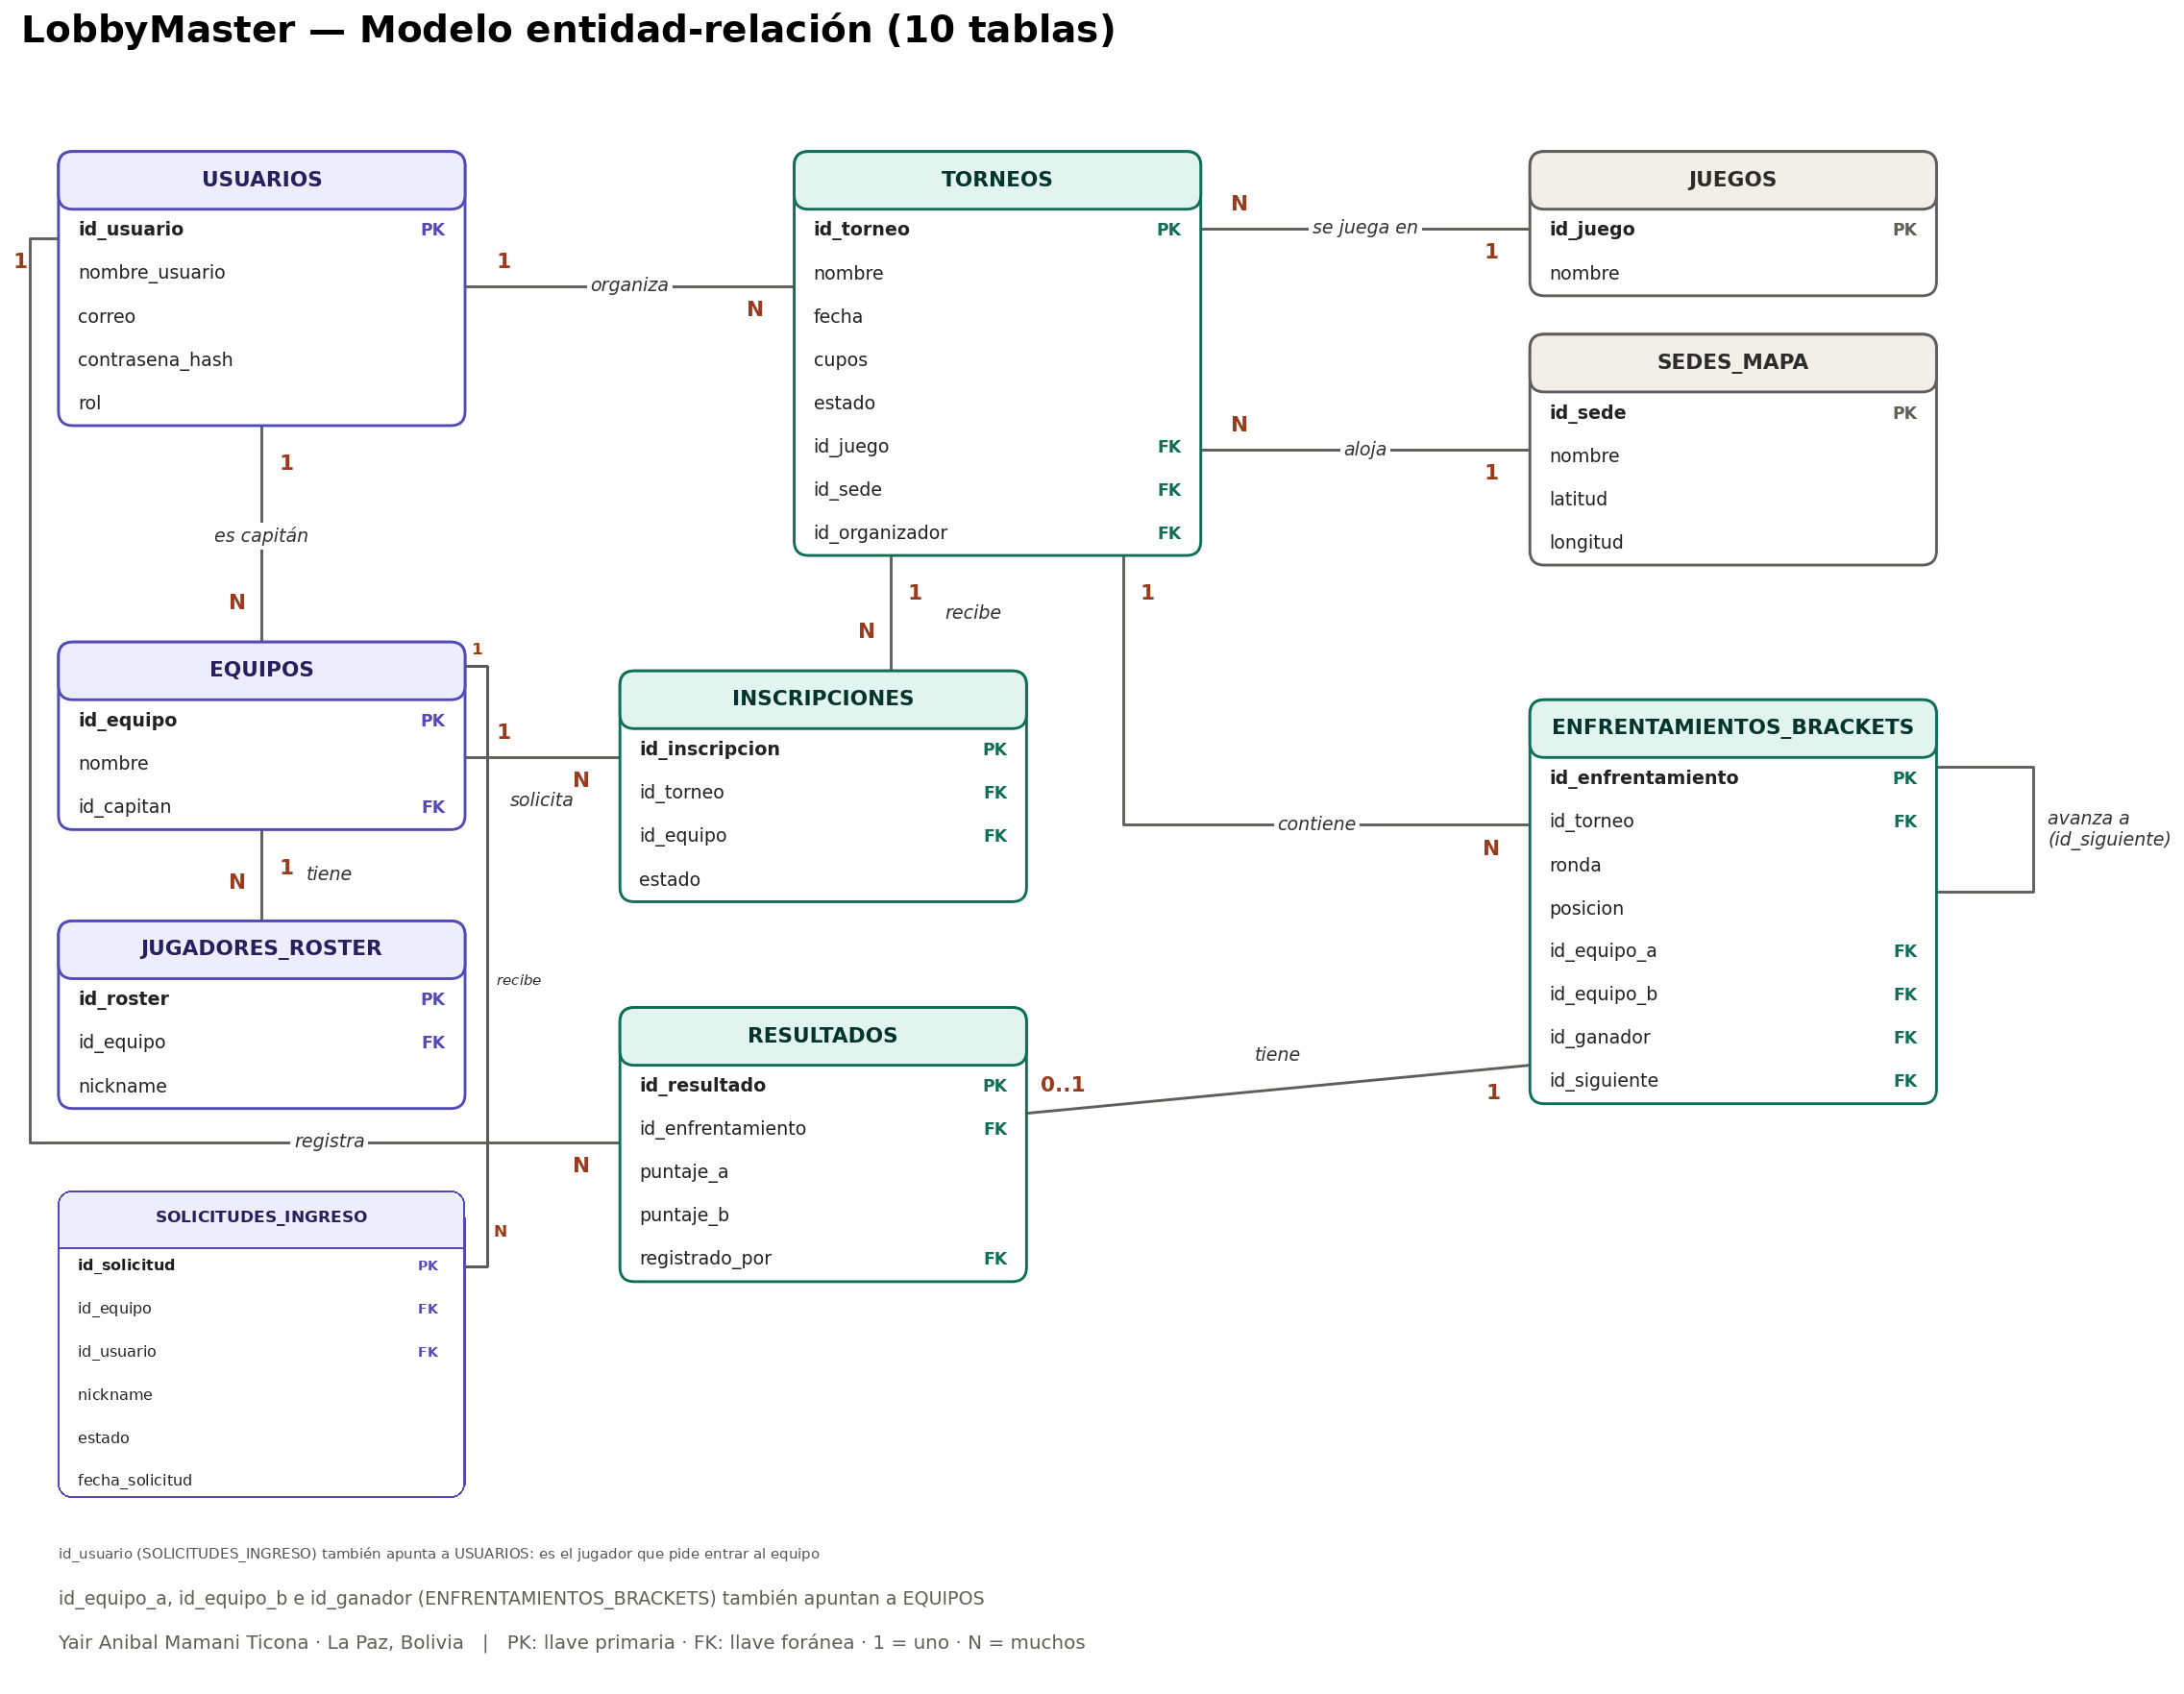 LobbyMaster — Modelo entidad-relación (10 tablas)
USUARIOS
id_usuario PK
nombre_usuario
correo
contrasena_hash
rol
1
1
organiza
N
TORNEOS
id_torneo PK
nombre
fecha
cupos
estado
id_juego FK
id_sede FK
id_organizador FK
N
se juega en
1
JUEGOS
id_juego PK
nombre
N
aloja
1
SEDES_MAPA
id_sede PK
nombre
latitud
longitud
1
es capitán
N
1
recibe
N
1
contiene
N
EQUIPOS
id_equipo PK
nombre
id_capitan FK
1
1
N
solicita
INSCRIPCIONES
id_inscripcion PK
id_torneo FK
id_equipo FK
estado
ENFRENTAMIENTOS_BRACKETS
id_enfrentamiento PK
id_torneo FK
ronda
posicion
id_equipo_a FK
id_equipo_b FK
id_ganador FK
id_siguiente FK
avanza a
(id_siguiente)
1 tiene
N
JUGADORES_ROSTER
id_roster PK
id_equipo FK
nickname
recibe
RESULTADOS
id_resultado PK
id_enfrentamiento FK
puntaje_a
puntaje_b
registrado_por FK
0..1
tiene
1
registra
N
SOLICITUDES_INGRESO
id_solicitud PK
id_equipo FK
id_usuario FK
nickname
estado
fecha_solicitud
N
id_usuario (SOLICITUDES_INGRESO) también apunta a USUARIOS: es el jugador que pide entrar al equipo
id_equipo_a, id_equipo_b e id_ganador (ENFRENTAMIENTOS_BRACKETS) también apuntan a EQUIPOS
Yair Anibal Mamani Ticona · La Paz, Bolivia | PK: llave primaria · FK: llave foránea · 1 = uno · N = muchos